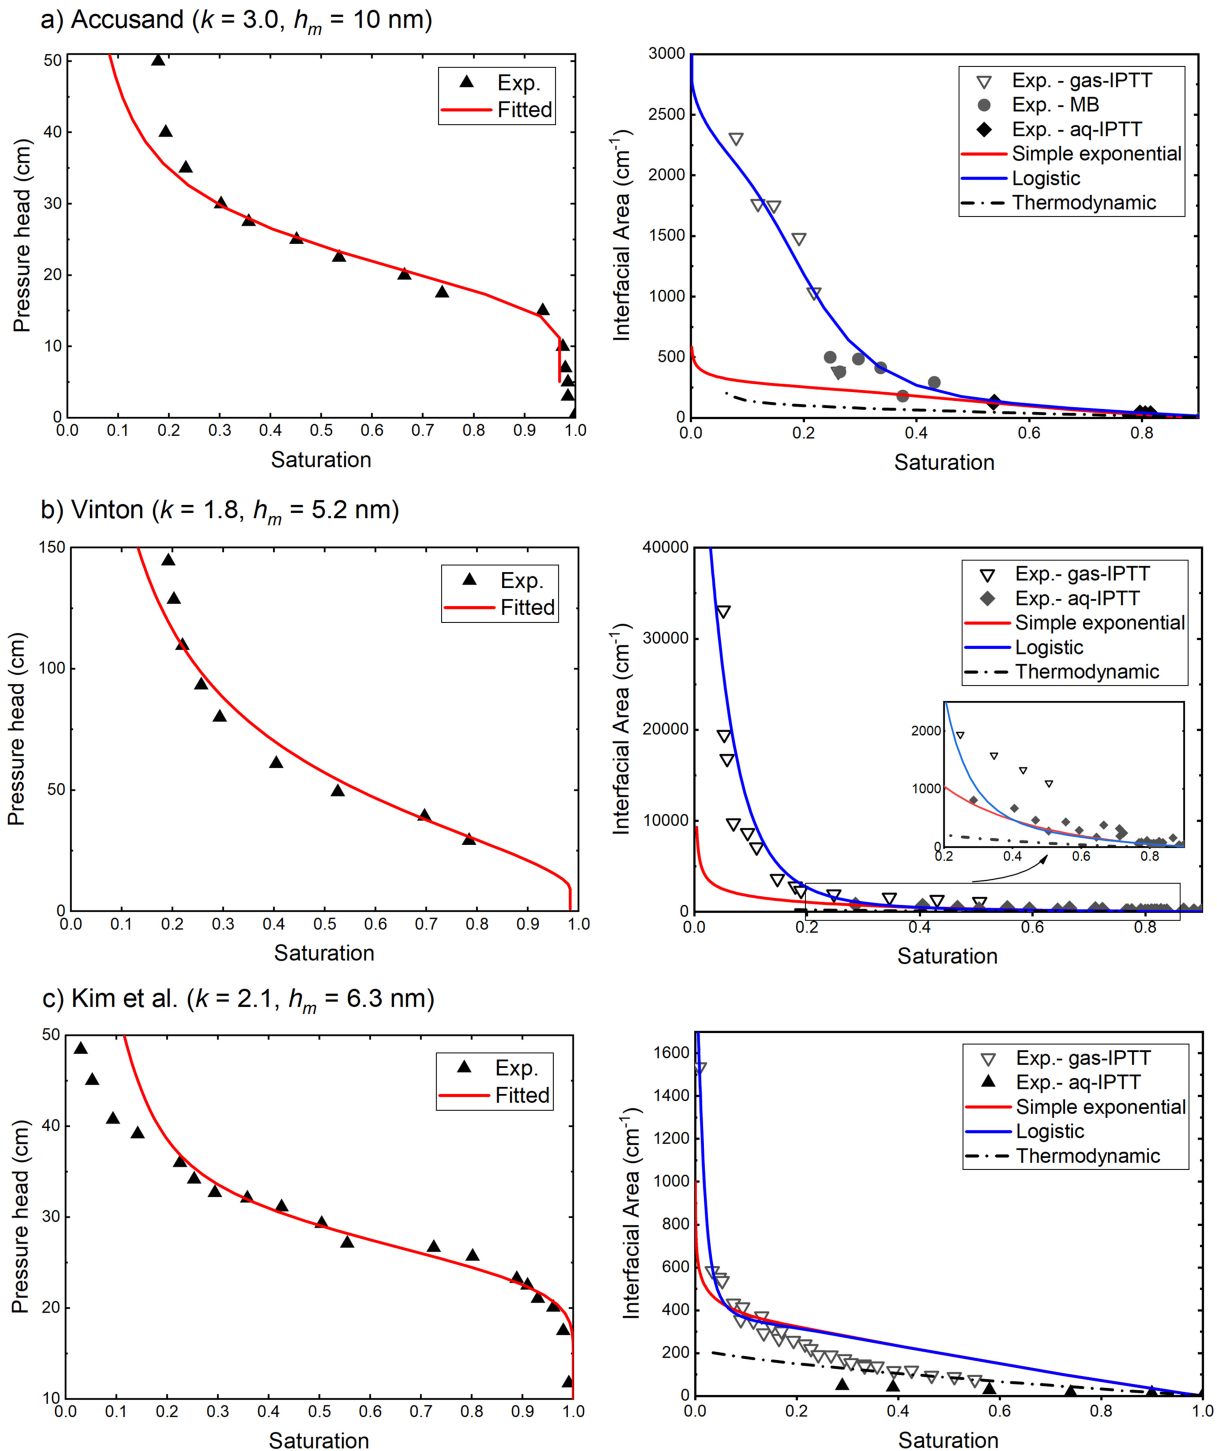 a) Accusand (k = 3.0, hm = 10 nm)
50
40
30
20
10
0
Pressure head (cm)
Exp.
Fitted
0.0 0.1 0.2 0.3 0.4 0.5 0.6 0.7 0.8 0.9 1.0
Saturation
3000
2500
2000
1500
1000
500
0
Interfacial Area (cm-1)
Exp. - gas-IPTT
Exp. - MB
Exp. - aq-IPTT
Simple exponential
Logistic
Thermodynamic
0.0 0.2 0.4 0.6 0.8
Saturation
b) Vinton (k = 1.8, hm = 5.2 nm)
150
100
50
0
Pressure head (cm)
Exp.
Fitted
0.0 0.1 0.2 0.3 0.4 0.5 0.6 0.7 0.8 0.9 1.0
Saturation
40000
30000
20000
10000
0
Interfacial Area (cm-1)
Exp.- gas-IPTT
Exp.- aq-IPTT
Simple exponential
Logistic
Thermodynamic
2000
1000
0
0.2 0.4 0.6 0.8
0.0 0.2 0.4 0.6 0.8
Saturation
c) Kim et al. (k = 2.1, hm = 6.3 nm)
50
40
30
20
10
Pressure head (cm)
Exp.
Fitted
0.0 0.1 0.2 0.3 0.4 0.5 0.6 0.7 0.8 0.9 1.0
Saturation
1600
1400
1200
1000
800
600
400
200
0
Interfacial Area (cm-1)
Exp.- gas-IPTT
Exp.- aq-IPTT
Simple exponential
Logistic
Thermodynamic
0.0 0.2 0.4 0.6 0.8 1.0
Saturation